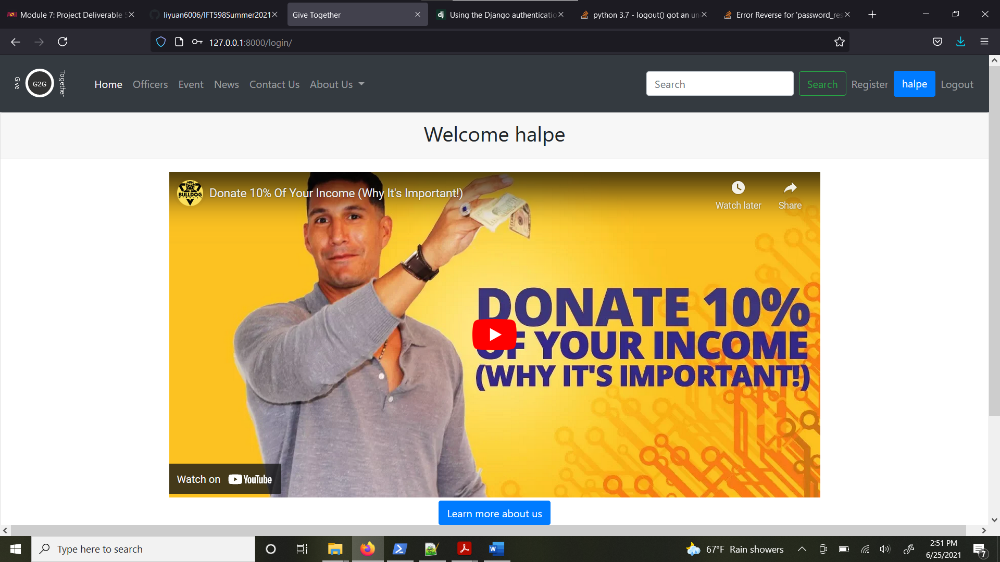 Module 7: Project Deliverable 5
liyuan6006/IFT598Summer2021
Give Together
Using the Django authenticatio
python 3.7 - logout() got an un
Error Reverse for 'password_res
127.0.0.1:8000/login/
Give
G2G
Together
Home
Officers
Event
News
Contact Us
About Us
Search
Search
Register
halpe
Logout
Welcome halpe
BULLDOG
MINDSET
Donate 10% Of Your Income (Why It's Important!)
Watch later
Share
DONATE 10%
OF YOUR INCOME
(WHY IT'S IMPORTANT!)
Watch on YouTube
Learn more about us
Type here to search
67°F Rain showers
2:51 PM
6/25/2021
7